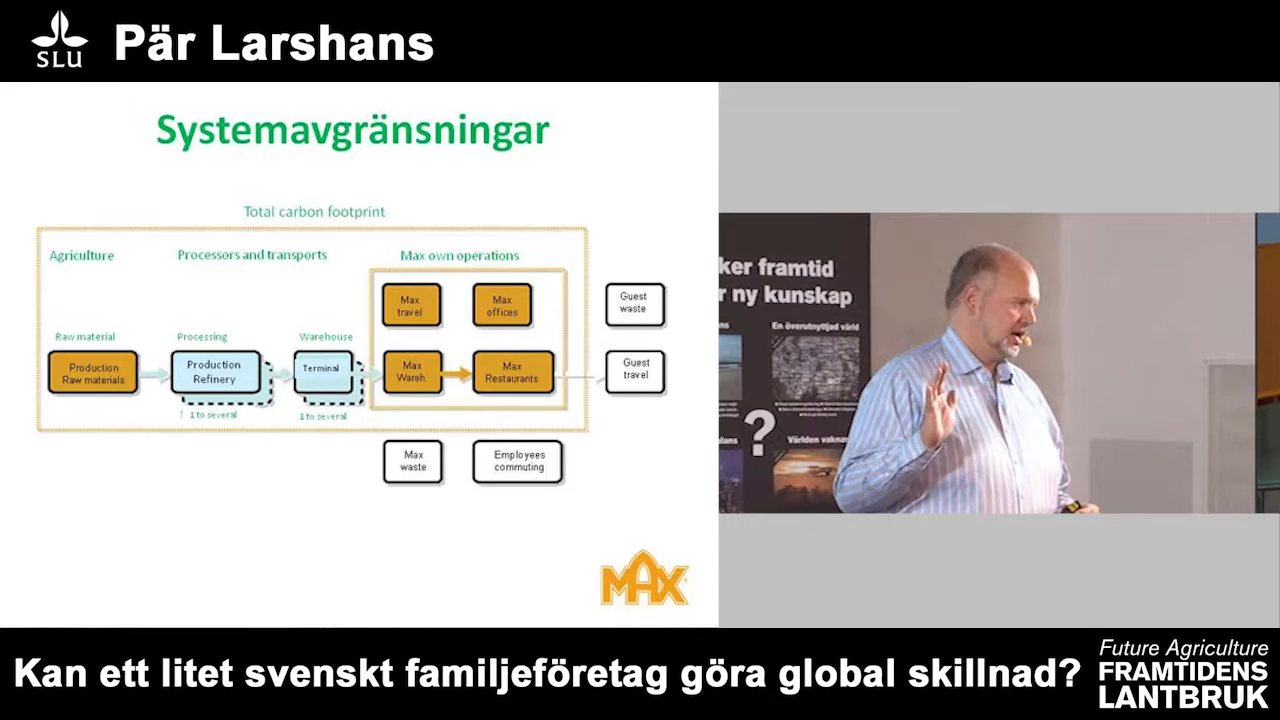 SLU
Pär Larshans
Systemavgränsningar
Total carbon footprint
Agriculture
Processors and transports
Max own operations
Max
travel
Max
offices
Guest
waste
Raw material
Processing
Warehouse
Production
Raw materials
Production
Refinery
Terminal
Max
Wareh.
Max
Restaurants
Guest
travel
1 to several
1 to several
Max
waste
Employees
commuting
MAX
ker framtid
r ny kunskap
En överutnyttjad värld
?
Världen vaknar
Kan ett litet svenskt familjeföretag göra global skillnad?
Future Agriculture
FRAMTIDENS
LANTBRUK